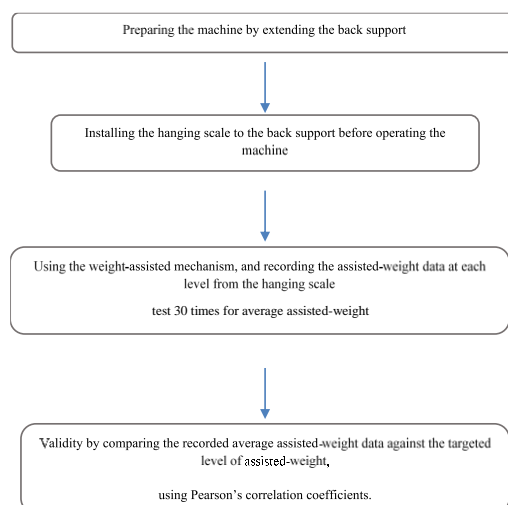 Preparing the machine by extending the back support
Installing the hanging scale to the back support before operating the
machine
Using the weight-assisted mechanism, and recording the assisted-weight data at each
level from the hanging scale
test 30 times for average assisted-weight
Validity by comparing the recorded average assisted-weight data against the targeted
level of assisted-weight,
using Pearson’s correlation coefficients.